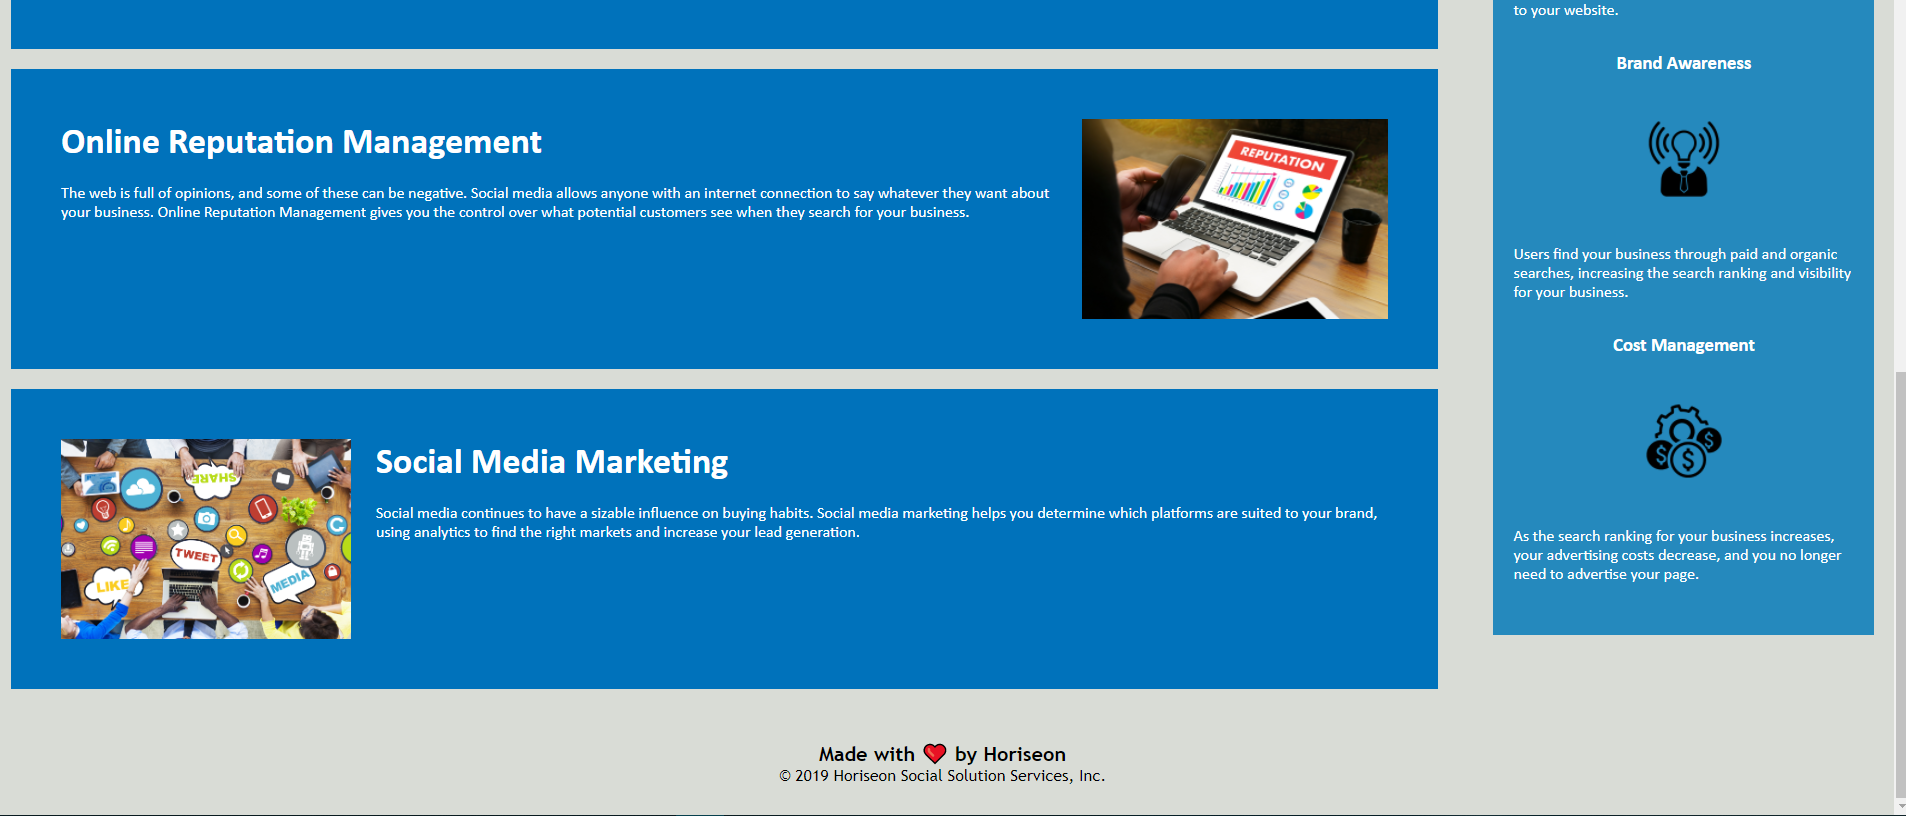 to your website.
Brand Awareness
Users find your business through paid and organic
searches, increasing the search ranking and visibility
for your business.
Cost Management
$
$
$
As the search ranking for your business increases,
your advertising costs decrease, and you no longer
need to advertise your page.
Online Reputation Management
The web is full of opinions, and some of these can be negative. Social media allows anyone with an internet connection to say whatever they want about
your business. Online Reputation Management gives you the control over what potential customers see when they search for your business.
REPUTATION
Social Media Marketing
Social media continues to have a sizable influence on buying habits. Social media marketing helps you determine which platforms are suited to your brand,
using analytics to find the right markets and increase your lead generation.
SHARE
TWEET
LIKE
MEDIA
Made with ❤️ by Horiseon
© 2019 Horiseon Social Solution Services, Inc.